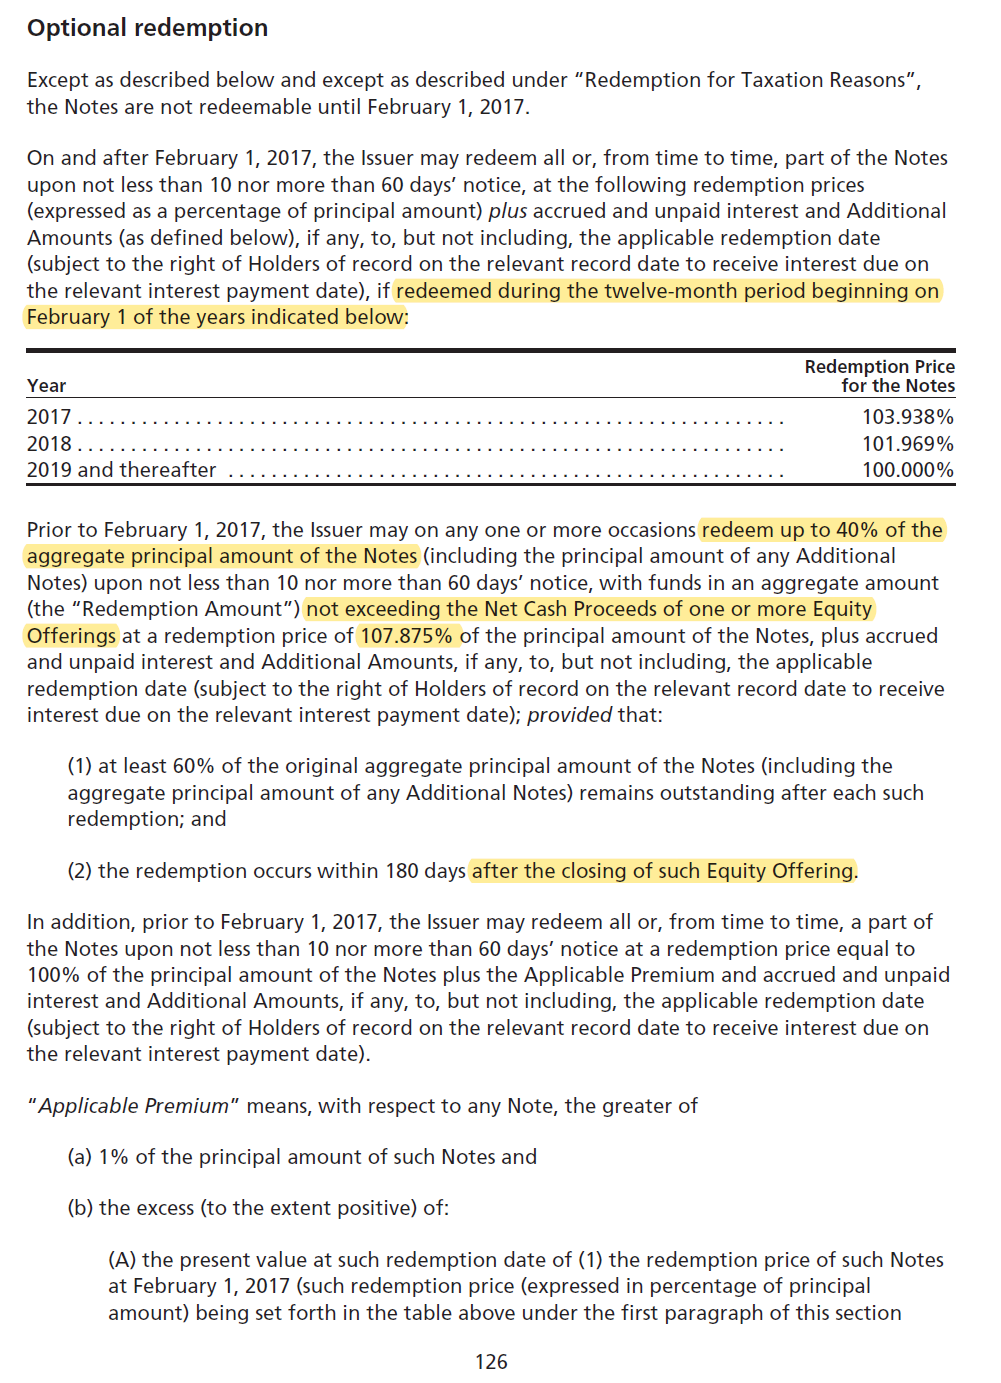 Optional redemption
Except as described below and except as described under “Redemption for Taxation Reasons”,
the Notes are not redeemable until February 1, 2017.
On and after February 1, 2017, the Issuer may redeem all or, from time to time, part of the Notes
upon not less than 10 nor more than 60 days’ notice, at the following redemption prices
(expressed as a percentage of principal amount) plus accrued and unpaid interest and Additional
Amounts (as defined below), if any, to, but not including, the applicable redemption date
(subject to the right of Holders of record on the relevant record date to receive interest due on
the relevant interest payment date), if redeemed during the twelve-month period beginning on
February 1 of the years indicated below:
Redemption Price
Year for the Notes
2017 . . . . . . . . . . . . . . . . . . . . . . . . . . . . . . . . . . . . . . . . . . . . . . . . . . . . . . . . . . . . . . . . . . 103.938%
2018 . . . . . . . . . . . . . . . . . . . . . . . . . . . . . . . . . . . . . . . . . . . . . . . . . . . . . . . . . . . . . . . . . . 101.969%
2019 and thereafter . . . . . . . . . . . . . . . . . . . . . . . . . . . . . . . . . . . . . . . . . . . . . . . . . . . . 100.000%
Prior to February 1, 2017, the Issuer may on any one or more occasions redeem up to 40% of the
aggregate principal amount of the Notes (including the principal amount of any Additional
Notes) upon not less than 10 nor more than 60 days’ notice, with funds in an aggregate amount
(the “Redemption Amount”) not exceeding the Net Cash Proceeds of one or more Equity
Offerings at a redemption price of 107.875% of the principal amount of the Notes, plus accrued
and unpaid interest and Additional Amounts, if any, to, but not including, the applicable
redemption date (subject to the right of Holders of record on the relevant record date to receive
interest due on the relevant interest payment date); provided that:
(1) at least 60% of the original aggregate principal amount of the Notes (including the
aggregate principal amount of any Additional Notes) remains outstanding after each such
redemption; and
(2) the redemption occurs within 180 days after the closing of such Equity Offering.
In addition, prior to February 1, 2017, the Issuer may redeem all or, from time to time, a part of
the Notes upon not less than 10 nor more than 60 days’ notice at a redemption price equal to
100% of the principal amount of the Notes plus the Applicable Premium and accrued and unpaid
interest and Additional Amounts, if any, to, but not including, the applicable redemption date
(subject to the right of Holders of record on the relevant record date to receive interest due on
the relevant interest payment date).
“Applicable Premium” means, with respect to any Note, the greater of
(a) 1% of the principal amount of such Notes and
(b) the excess (to the extent positive) of:
(A) the present value at such redemption date of (1) the redemption price of such Notes
at February 1, 2017 (such redemption price (expressed in percentage of principal
amount) being set forth in the table above under the first paragraph of this section
126